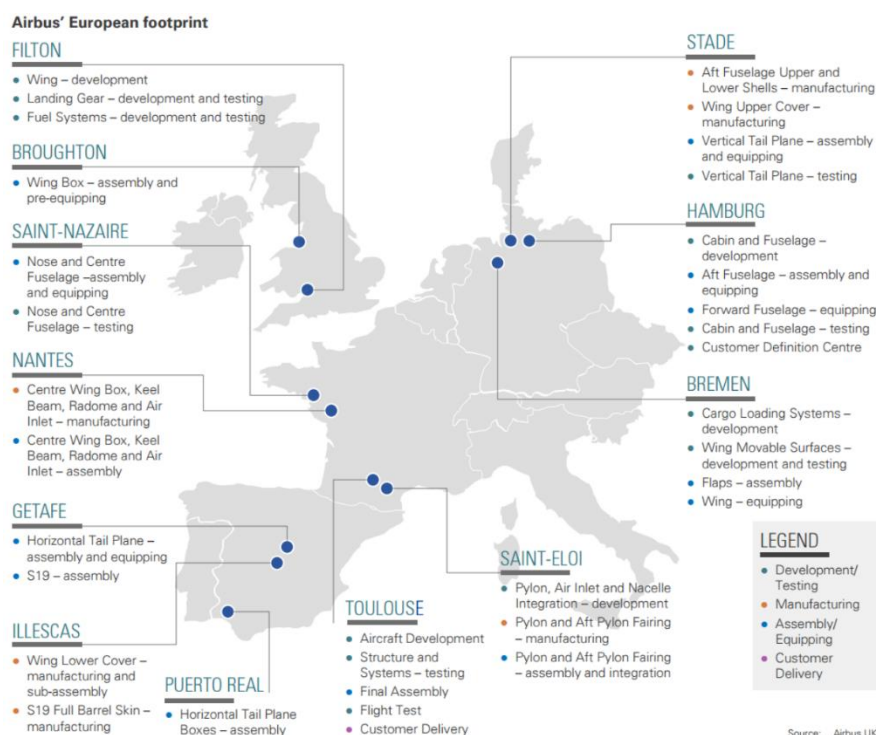 Airbus' European footprint
FILTON
• Wing – development
• Landing Gear – development and testing
• Fuel Systems – development and testing
BROUGHTON
• Wing Box – assembly and
pre-equipping
SAINT-NAZAIRE
• Nose and Centre
Fuselage –assembly
and equipping
• Nose and Centre
Fuselage – testing
NANTES
• Centre Wing Box, Keel
Beam, Radome and Air
Inlet – manufacturing
• Centre Wing Box, Keel
Beam, Radome and Air
Inlet – assembly
GETAFE
• Horizontal Tail Plane –
assembly and equipping
• S19 – assembly
ILLESCAS
• Wing Lower Cover –
manufacturing and
sub-assembly
• S19 Full Barrel Skin –
manufacturing
PUERTO REAL
• Horizontal Tail Plane
Boxes – assembly
TOULOUSE
• Aircraft Development
• Structure and
Systems – testing
• Final Assembly
• Flight Test
• Customer Delivery
SAINT-ELOI
• Pylon, Air Inlet and Nacelle
Integration – development
• Pylon and Aft Pylon Fairing
– manufacturing
• Pylon and Aft Pylon Fairing
– assembly and integration
STADE
• Aft Fuselage Upper and
Lower Shells – manufacturing
• Wing Upper Cover –
manufacturing
• Vertical Tail Plane – assembly
and equipping
• Vertical Tail Plane – testing
HAMBURG
• Cabin and Fuselage –
development
• Aft Fuselage – assembly and
equipping
• Forward Fuselage – equipping
• Cabin and Fuselage – testing
• Customer Definition Centre
BREMEN
• Cargo Loading Systems –
development
• Wing Movable Surfaces –
development and testing
• Flaps – assembly
• Wing – equipping
LEGEND
• Development/
Testing
• Manufacturing
• Assembly/
Equipping
• Customer
Delivery
Source: Airbus UK